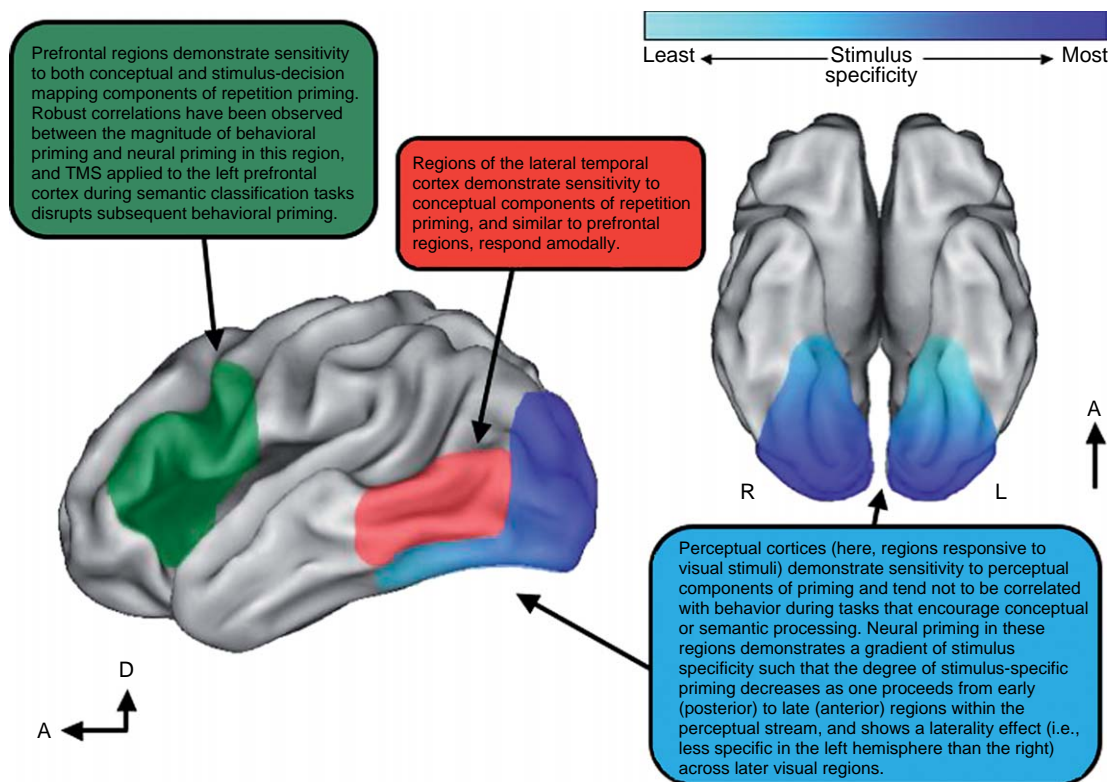 Prefrontal regions demonstrate sensitivity
to both conceptual and stimulus-decision
mapping components of repetition priming.
Robust correlations have been observed
between the magnitude of behavioral
priming and neural priming in this region,
and TMS applied to the left prefrontal
cortex during semantic classification tasks
disrupts subsequent behavioral priming.
Regions of the lateral temporal
cortex demonstrate sensitivity to
conceptual components of repetition
priming, and similar to prefrontal
regions, respond amodally.
Least Stimulus Most
specificity
A
R L
D
A
Perceptual cortices (here, regions responsive to
visual stimuli) demonstrate sensitivity to perceptual
components of priming and tend not to be correlated
with behavior during tasks that encourage conceptual
or semantic processing. Neural priming in these
regions demonstrates a gradient of stimulus
specificity such that the degree of stimulus-specific
priming decreases as one proceeds from early
(posterior) to late (anterior) regions within the
perceptual stream, and shows a laterality effect (i.e.,
less specific in the left hemisphere than the right)
across later visual regions.